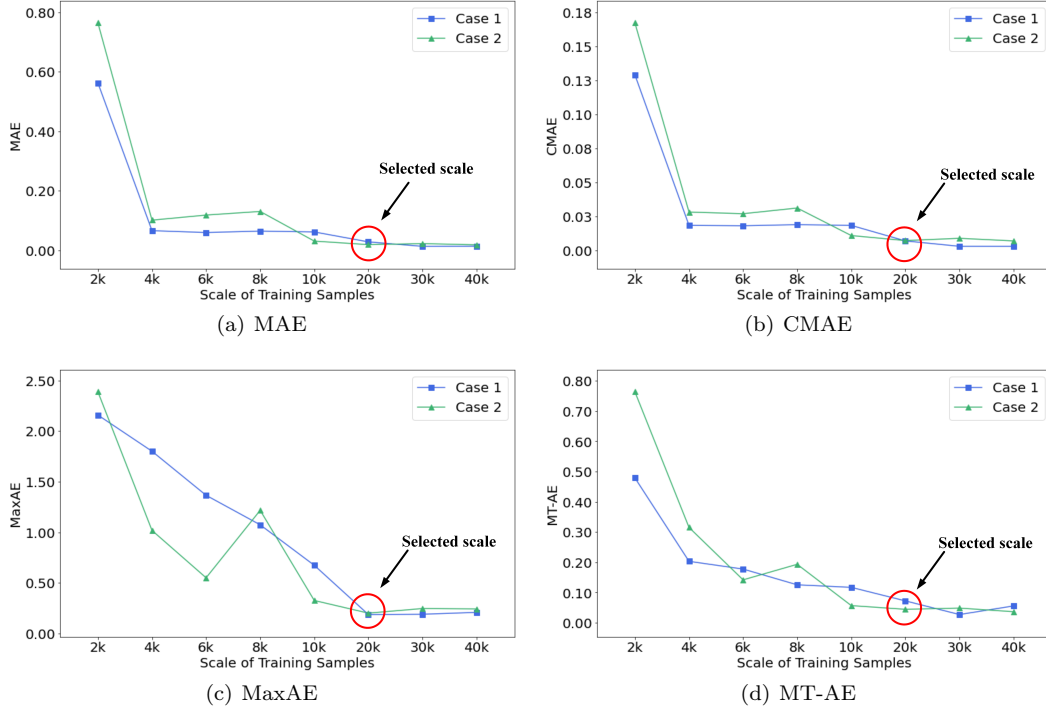 0.80
0.60
0.40
0.20
0.00
MAE
Case 1
Case 2
Selected scale
2k 4k 6k 8k 10k 20k 30k 40k
Scale of Training Samples
(a) MAE
0.18
0.15
0.13
0.10
0.08
0.05
0.03
0.00
CMAE
Case 1
Case 2
Selected scale
2k 4k 6k 8k 10k 20k 30k 40k
Scale of Training Samples
(b) CMAE
2.50
2.00
1.50
1.00
0.50
0.00
MaxAE
Case 1
Case 2
Selected scale
2k 4k 6k 8k 10k 20k 30k 40k
Scale of Training Samples
(c) MaxAE
0.80
0.70
0.60
0.50
0.40
0.30
0.20
0.10
0.00
MT-AE
Case 1
Case 2
Selected scale
2k 4k 6k 8k 10k 20k 30k 40k
Scale of Training Samples
(d) MT-AE